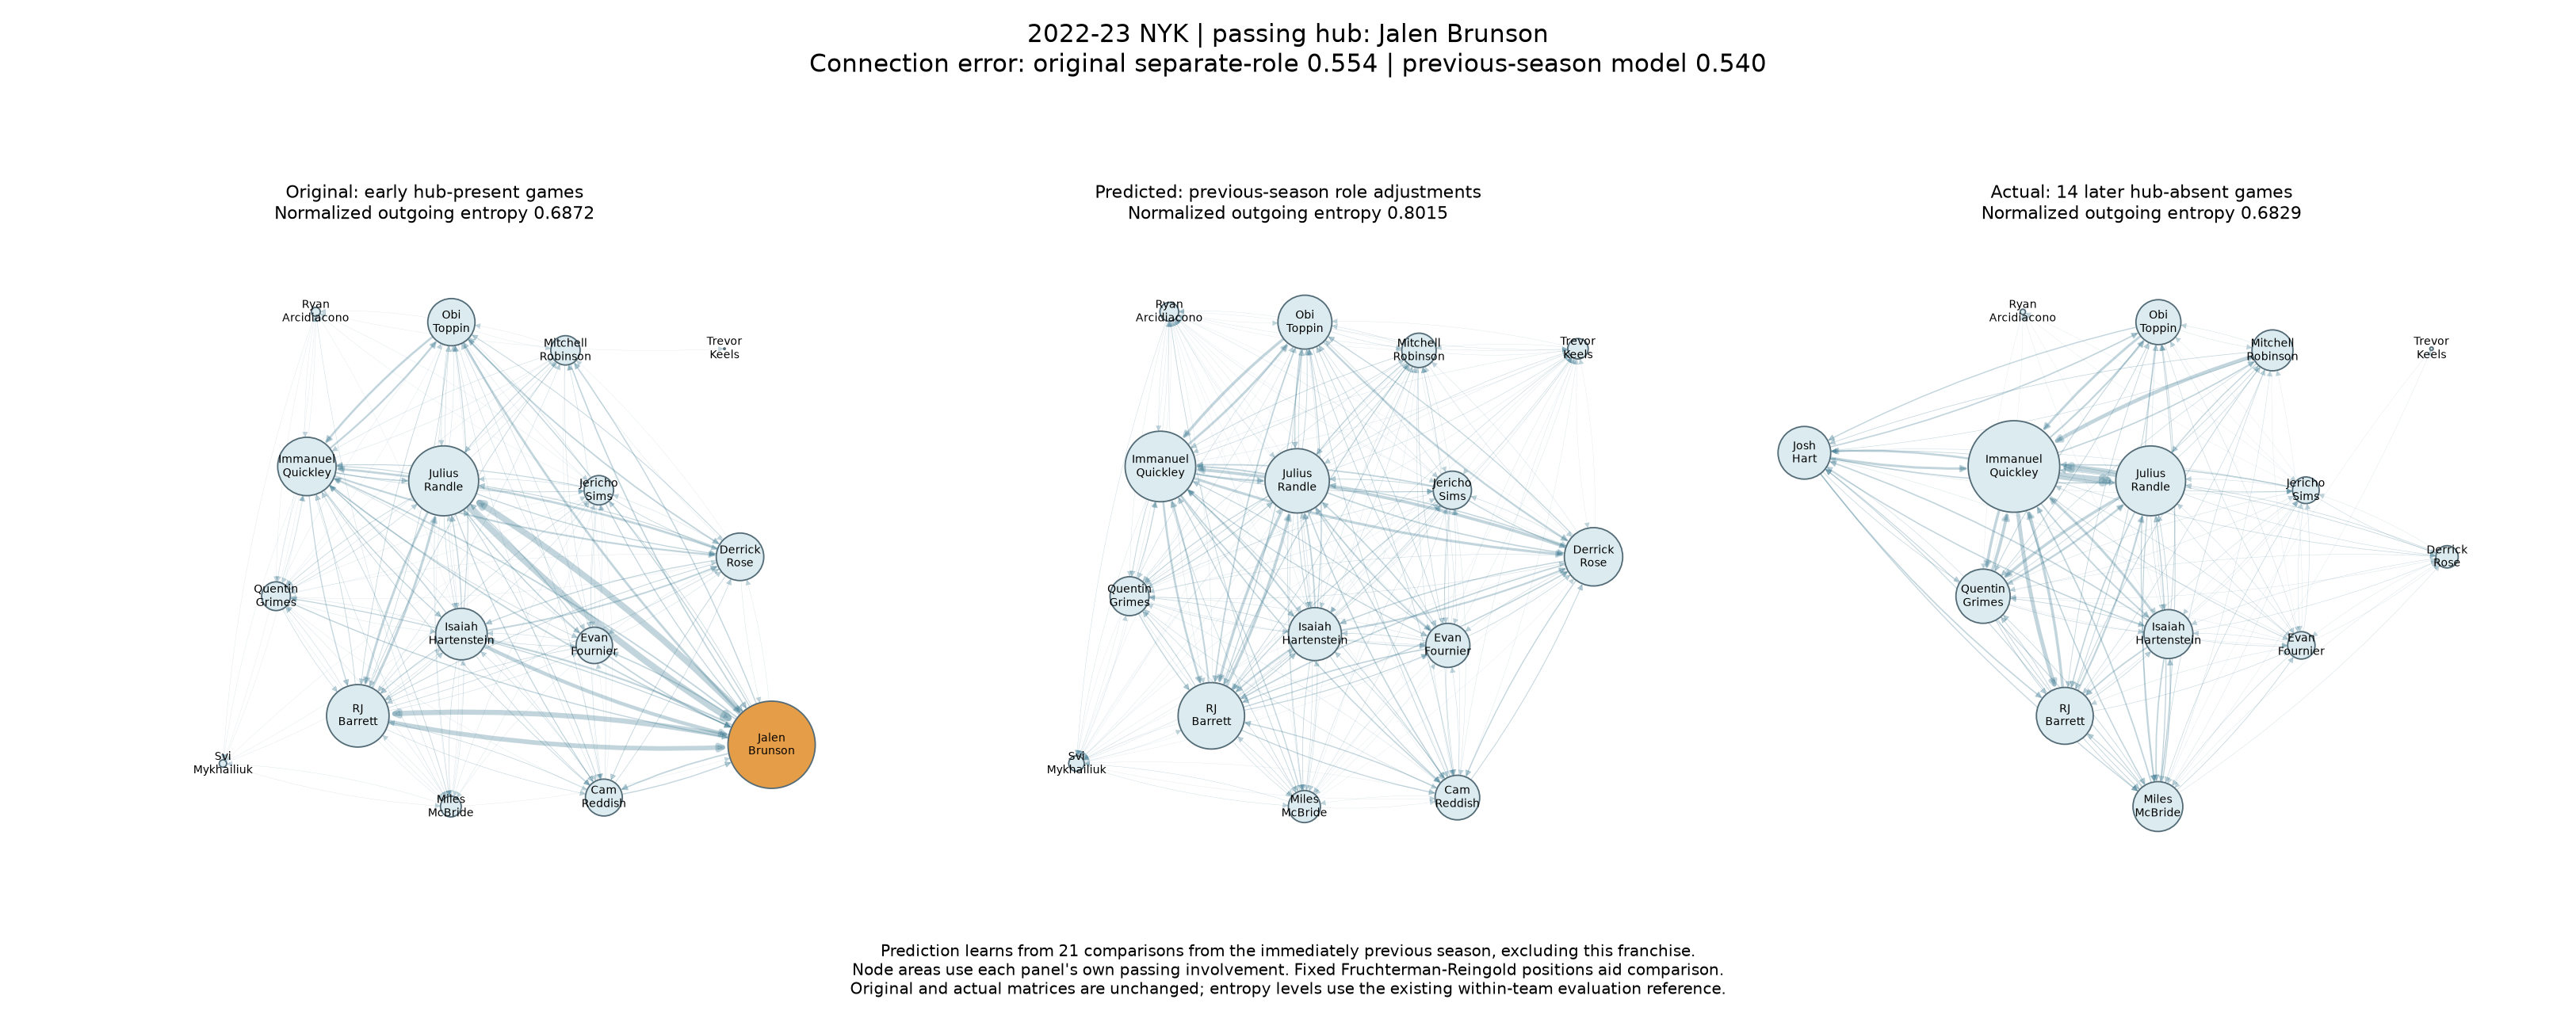 2022-23 NYK | passing hub: Jalen Brunson
Connection error: original separate-role 0.554 | previous-season model 0.540
Original: early hub-present games
Normalized outgoing entropy 0.6872
Ryan
Arcidiacono
Obi
Toppin
Mitchell
Robinson
Trevor
Keels
Immanuel
Quickley
Julius
Randle
Jericho
Sims
Derrick
Rose
Quentin
Grimes
Isaiah
Hartenstein
Evan
Fournier
RJ
Barrett
Jalen
Brunson
Svi
Mykhailiuk
Miles
McBride
Cam
Reddish
Predicted: previous-season role adjustments
Normalized outgoing entropy 0.8015
Ryan
Arcidiacono
Obi
Toppin
Mitchell
Robinson
Trevor
Keels
Immanuel
Quickley
Julius
Randle
Jericho
Sims
Derrick
Rose
Quentin
Grimes
Isaiah
Hartenstein
Evan
Fournier
RJ
Barrett
Svi
Mykhailiuk
Miles
McBride
Cam
Reddish
Actual: 14 later hub-absent games
Normalized outgoing entropy 0.6829
Ryan
Arcidiacono
Obi
Toppin
Mitchell
Robinson
Trevor
Keels
Josh
Hart
Immanuel
Quickley
Julius
Randle
Jericho
Sims
Derrick
Rose
Quentin
Grimes
Isaiah
Hartenstein
Evan
Fournier
RJ
Barrett
Miles
McBride
Prediction learns from 21 comparisons from the immediately previous season, excluding this franchise.
Node areas use each panel's own passing involvement. Fixed Fruchterman-Reingold positions aid comparison.
Original and actual matrices are unchanged; entropy levels use the existing within-team evaluation reference.